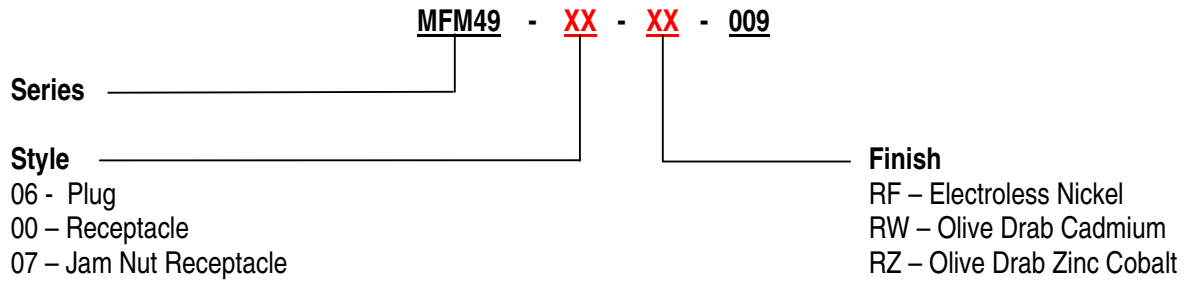 MFM49 - XX - XX - 009
Series
Style
06 - Plug
00 – Receptacle
07 – Jam Nut Receptacle
Finish
RF – Electroless Nickel
RW – Olive Drab Cadmium
RZ – Olive Drab Zinc Cobalt